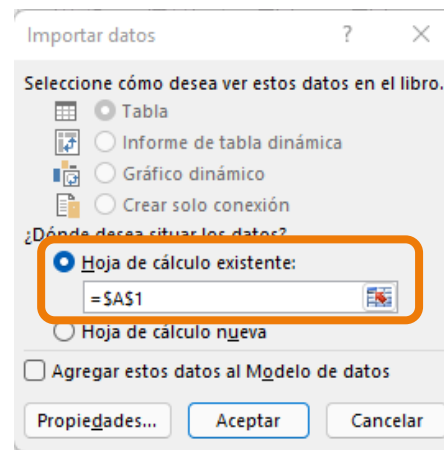 Importar datos ?
Seleccione cómo desea ver estos datos en el libro.
Tabla
Informe de tabla dinámica
Gráfico dinámico
Crear solo conexión
¿Dónde desea situar los datos?
Hoja de cálculo existente:
=$A$1
Hoja de cálculo nueva
Agregar estos datos al Modelo de datos
Propiedades... Aceptar Cancelar